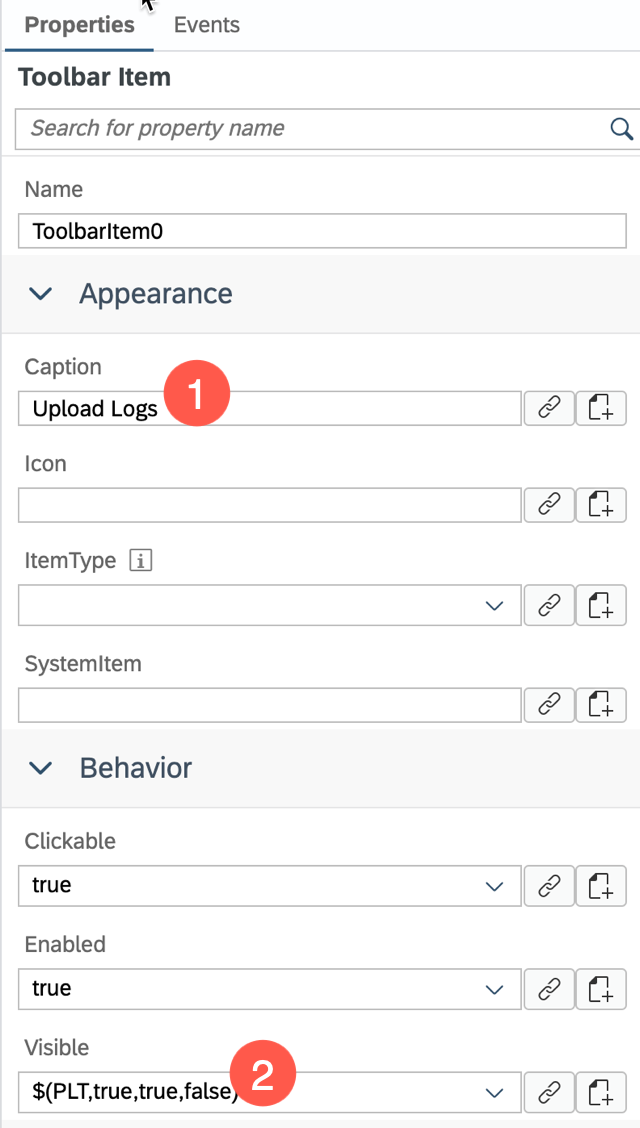 Properties Events
Toolbar Item
Search for property name
Name
ToolbarItem0
Appearance
Caption
Upload Logs 1
Icon
ItemType i
SystemItem
Behavior
Clickable
true
Enabled
true
Visible
$(PLT,true,true,false) 2